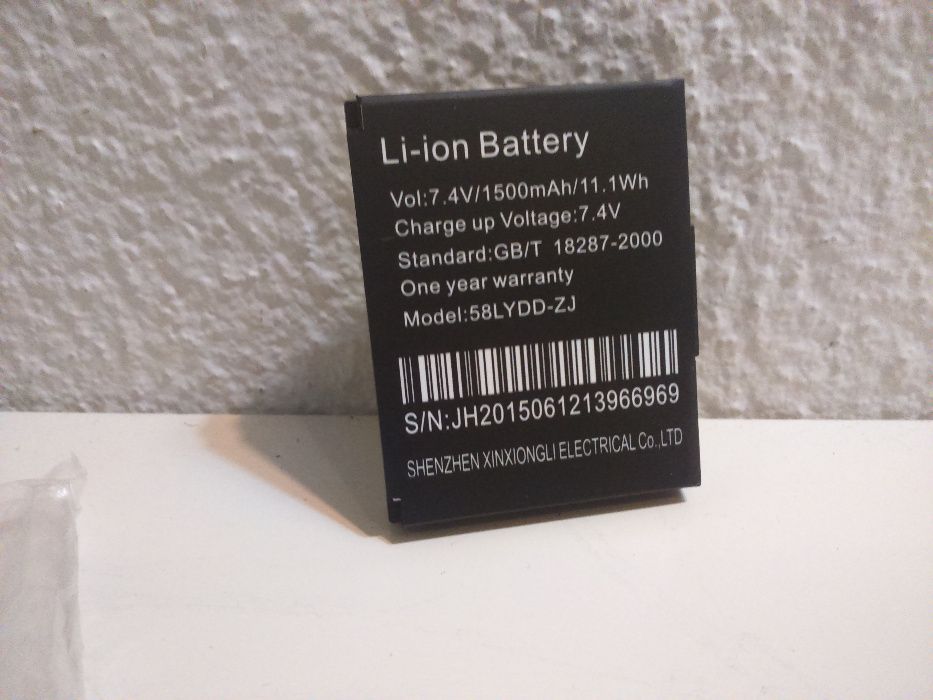 Li-ion Battery
Vol:7.4V/1500mAh/11.1Wh
Charge up Voltage:7.4V
Standard:GB/T 18287-2000
One year warranty
Model:58LYDD-ZJ
S/N:JH2015061213966969
SHENZHEN XINXIONGLI ELECTRICAL Co.,LTD